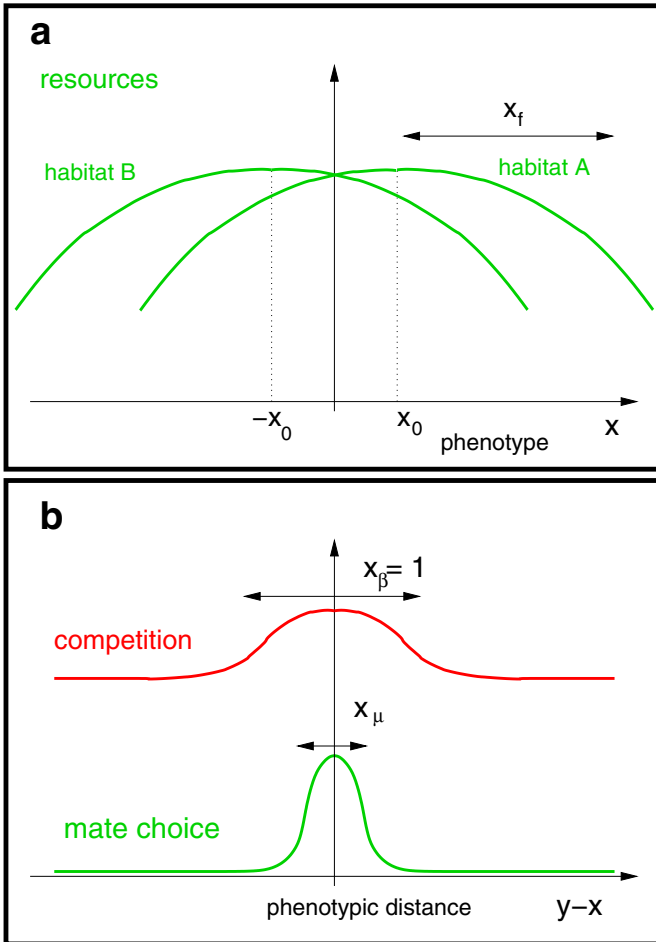 a
resources
x_f
habitat B
habitat A
−x_0
x_0
x
phenotype
b
x_β = 1
competition
x_μ
mate choice
phenotypic distance
y−x